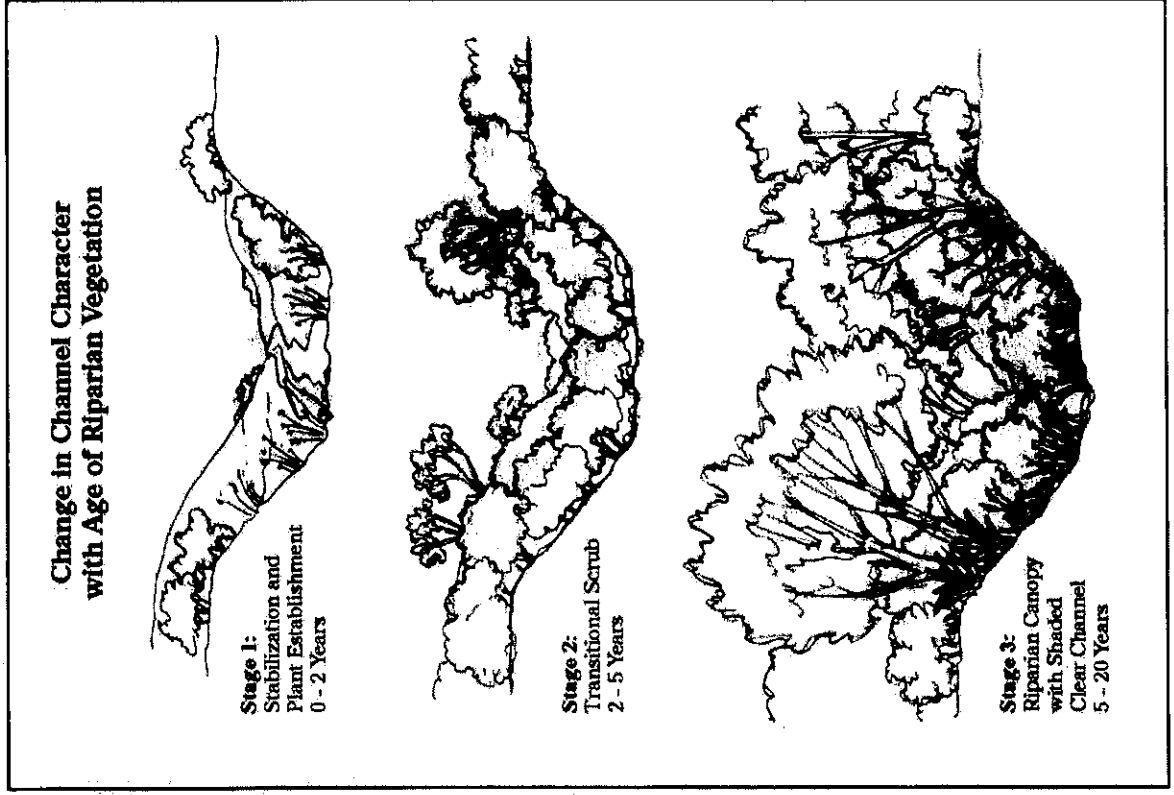 Change in Channel Character
with Age of Riparian Vegetation
Stage 1:
Stabilization and
Plant Establishment
0 - 2 Years
Stage 2:
Transitional Scrub
2 - 5 Years
Stage 3:
Riparian Canopy
with Shaded
Clear Channel
5 - 20 Years